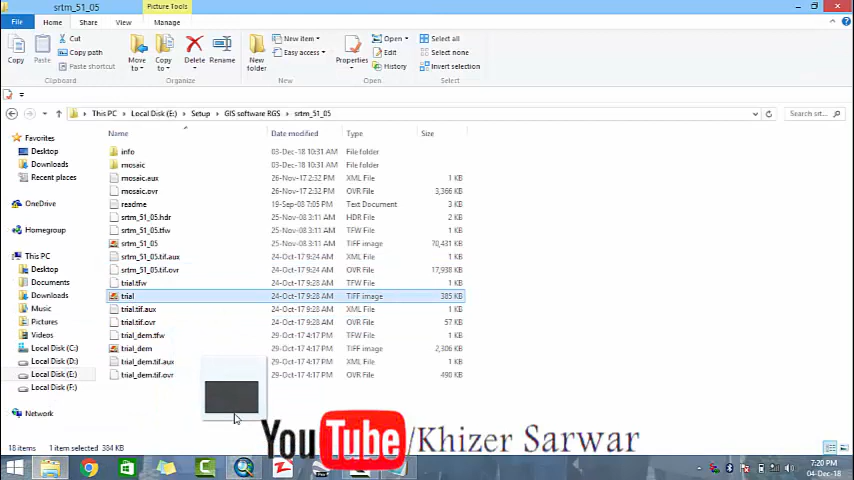 srtm_51_05
Picture Tools
File Home Share View Manage
Copy Paste Cut Copy path Paste shortcut Move to Copy to Delete Rename New folder New item Easy access Properties Open Edit History Select all Select none Invert selection
Clipboard Organize New Open Select
This PC Local Disk (E:) Setup GIS software RGS srtm_51_05 Search srt...
Name Date modified Type Size
Favorites
Desktop
Downloads
Recent places
OneDrive
Homegroup
This PC
Desktop
Documents
Downloads
Music
Pictures
Videos
Local Disk (C:)
Local Disk (D:)
Local Disk (E:)
Local Disk (F:)
Network
info 03-Dec-18 10:31 AM File folder
mosaic 03-Dec-18 10:31 AM File folder
mosaic.aux 26-Nov-17 2:32 PM XML File 1 KB
mosaic.ovr 26-Nov-17 2:32 PM OVR File 3,366 KB
readme 19-Sep-08 7:05 PM Text Document 3 KB
srtm_51_05.hdr 25-Nov-08 3:11 AM HDR File 2 KB
srtm_51_05.tfw 25-Nov-08 3:11 AM TFW File 1 KB
srtm_51_05 25-Nov-08 3:11 AM TIFF image 70,431 KB
srtm_51_05.tif.aux 24-Oct-17 9:24 AM XML File 1 KB
srtm_51_05.tif.ovr 24-Oct-17 9:24 AM OVR File 17,938 KB
trial.tfw 24-Oct-17 9:28 AM TFW File 1 KB
trial 24-Oct-17 9:28 AM TIFF image 385 KB
trial.tif.aux 24-Oct-17 9:28 AM XML File 1 KB
trial.tif.ovr 24-Oct-17 9:28 AM OVR File 57 KB
trial_dem.tfw 29-Oct-17 4:17 PM TFW File 1 KB
trial_dem 29-Oct-17 4:17 PM TIFF image 2,306 KB
trial_dem.tif.aux 29-Oct-17 4:17 PM XML File 1 KB
trial_dem.tif.ovr 29-Oct-17 4:17 PM OVR File 490 KB
YouTube/Khizer Sarwar
18 items 1 item selected 384 KB
7:20 PM
04-Dec-18